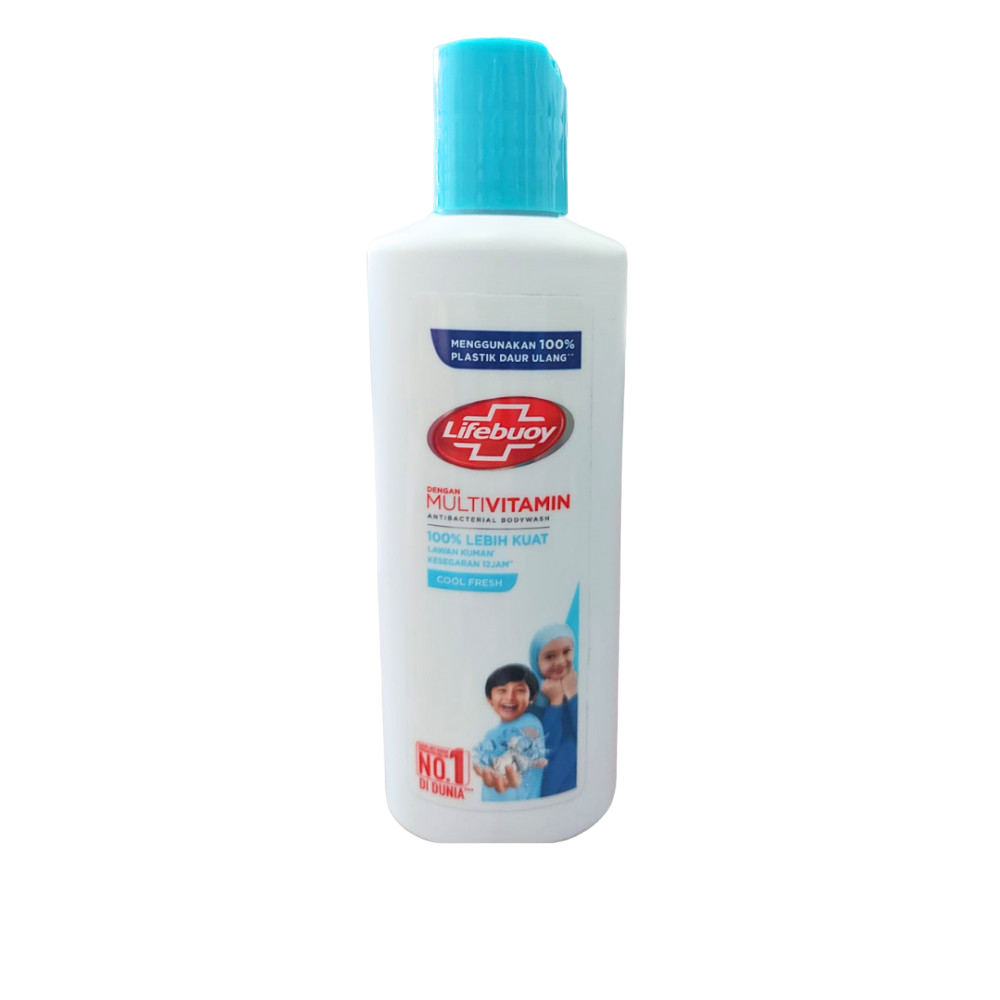 MENGGUNAKAN 100%
PLASTIK DAUR ULANG**
Lifebuoy
DENGAN
MULTIVITAMIN
ANTIBACTERIAL BODYWASH
100% LEBIH KUAT
LAWAN KUMAN*
KESEGARAN 12JAM**
COOL FRESH
NO.1
DI DUNIA***